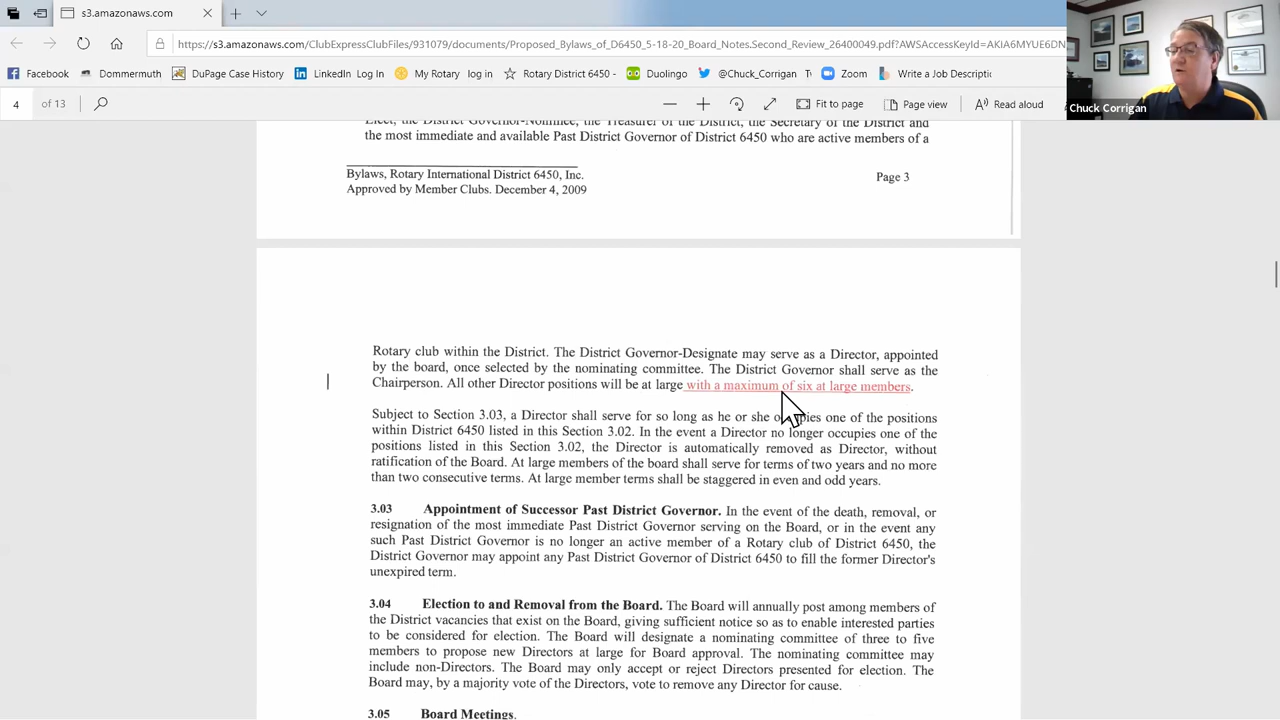 s3.amazonaws.com
https://s3.amazonaws.com/ClubExpressClubFiles/931079/documents/Proposed_Bylaws_of_D6450_5-18-20_Board_Notes.Second_Review_26400049.pdf?AWSAccessKeyId=AKIA6MYUE6DN
Facebook Dommermuth DuPage Case History LinkedIn Log In My Rotary log in Rotary District 6450 - Duolingo @Chuck_Corrigan Zoom Write a Job Descriptic
4 of 13 Fit to page Page view Read aloud
Chuck Corrigan
Elect, the District Governor-Nominee, the Treasurer of the District, the Secretary of the District and
the most immediate and available Past District Governor of District 6450 who are active members of a
Bylaws, Rotary International District 6450, Inc.
Approved by Member Clubs. December 4, 2009
Page 3
Rotary club within the District. The District Governor-Designate may serve as a Director, appointed
by the board, once selected by the nominating committee. The District Governor shall serve as the
Chairperson. All other Director positions will be at large with a maximum of six at large members.
Subject to Section 3.03, a Director shall serve for so long as he or she occupies one of the positions
within District 6450 listed in this Section 3.02. In the event a Director no longer occupies one of the
positions listed in this Section 3.02, the Director is automatically removed as Director, without
ratification of the Board. At large members of the board shall serve for terms of two years and no more
than two consecutive terms. At large member terms shall be staggered in even and odd years.
3.03 Appointment of Successor Past District Governor. In the event of the death, removal, or
resignation of the most immediate Past District Governor serving on the Board, or in the event any
such Past District Governor is no longer an active member of a Rotary club of District 6450, the
District Governor may appoint any Past District Governor of District 6450 to fill the former Director's
unexpired term.
3.04 Election to and Removal from the Board. The Board will annually post among members of
the District vacancies that exist on the Board, giving sufficient notice so as to enable interested parties
to be considered for election. The Board will designate a nominating committee of three to five
members to propose new Directors at large for Board approval. The nominating committee may
include non-Directors. The Board may only accept or reject Directors presented for election. The
Board may, by a majority vote of the Directors, vote to remove any Director for cause.
3.05 Board Meetings.